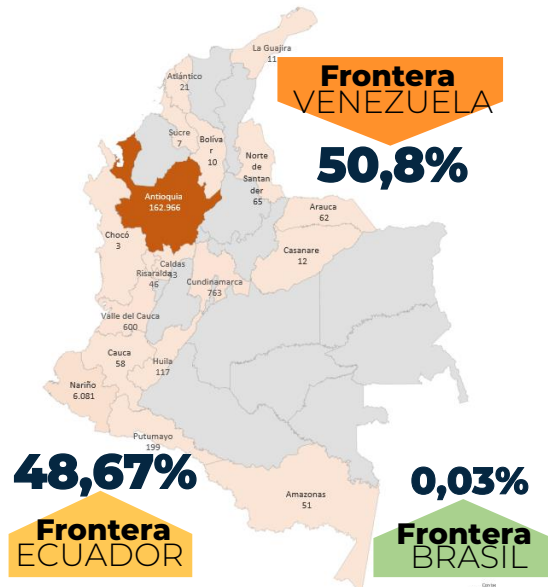 La Guajira
11
Atlántico
21
Frontera
VENEZUELA
50,8%
Sucre
7
Bolíva
r
10
Norte
de
Santan
der
65
Antioquia
162.966
Arauca
62
Chocó
3
Casanare
12
Caldas
43
Risaralda
46
Cundinamarca
763
Valle del Cauca
600
Cauca
58
Huila
117
Nariño
6.081
Putumayo
199
48,67%
Frontera
ECUADOR
Amazonas
51
0,03%
Frontera
BRASIL